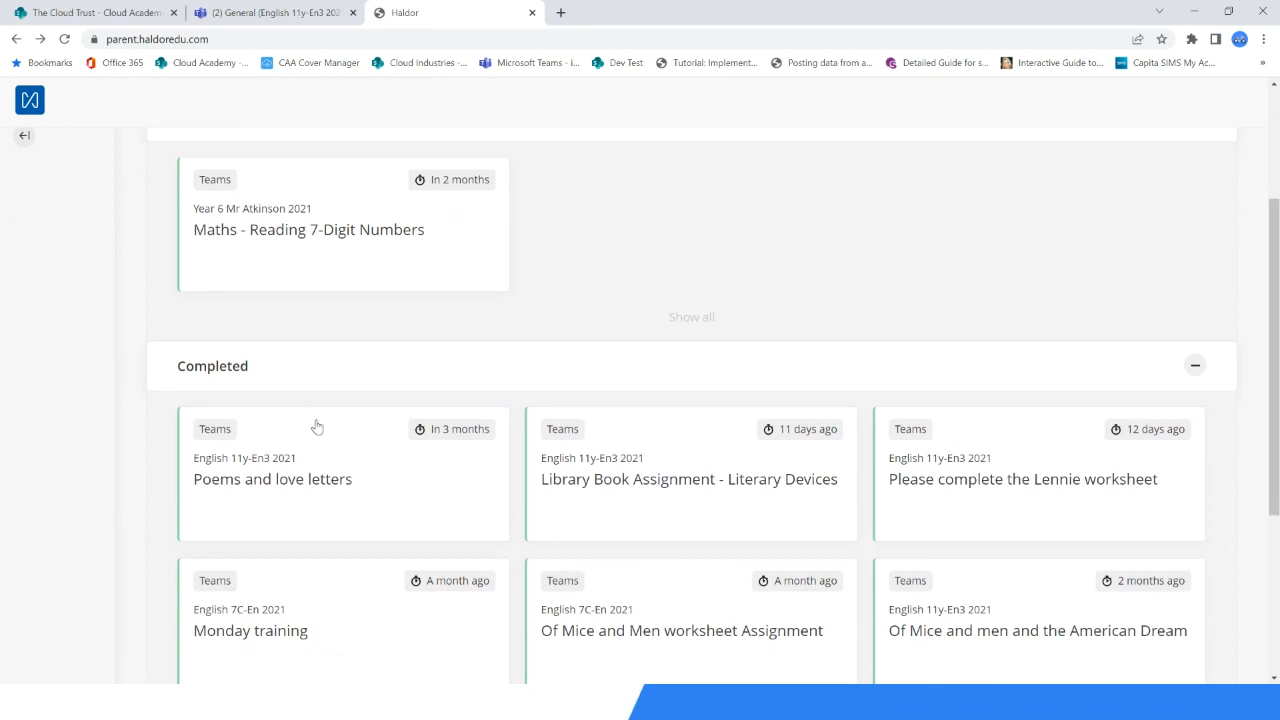 The Cloud Trust - Cloud Academ
(2) General (English 11y-En3 202
Haldor
parent.haldoredu.com
Bookmarks
Office 365
Cloud Academy -...
CAA Cover Manager
Cloud Industries -...
Microsoft Teams - i...
Dev Test
Tutorial: Implement...
Posting data from a...
Detailed Guide for s...
Interactive Guide to...
Capita SIMS My Ac...
»
Teams
In 2 months
Year 6 Mr Atkinson 2021
Maths - Reading 7-Digit Numbers
Show all
Completed
Teams
In 3 months
English 11y-En3 2021
Poems and love letters
Teams
11 days ago
English 11y-En3 2021
Library Book Assignment - Literary Devices
Teams
12 days ago
English 11y-En3 2021
Please complete the Lennie worksheet
Teams
A month ago
English 7C-En 2021
Monday training
Teams
A month ago
English 7C-En 2021
Of Mice and Men worksheet Assignment
Teams
2 months ago
English 11y-En3 2021
Of Mice and men and the American Dream